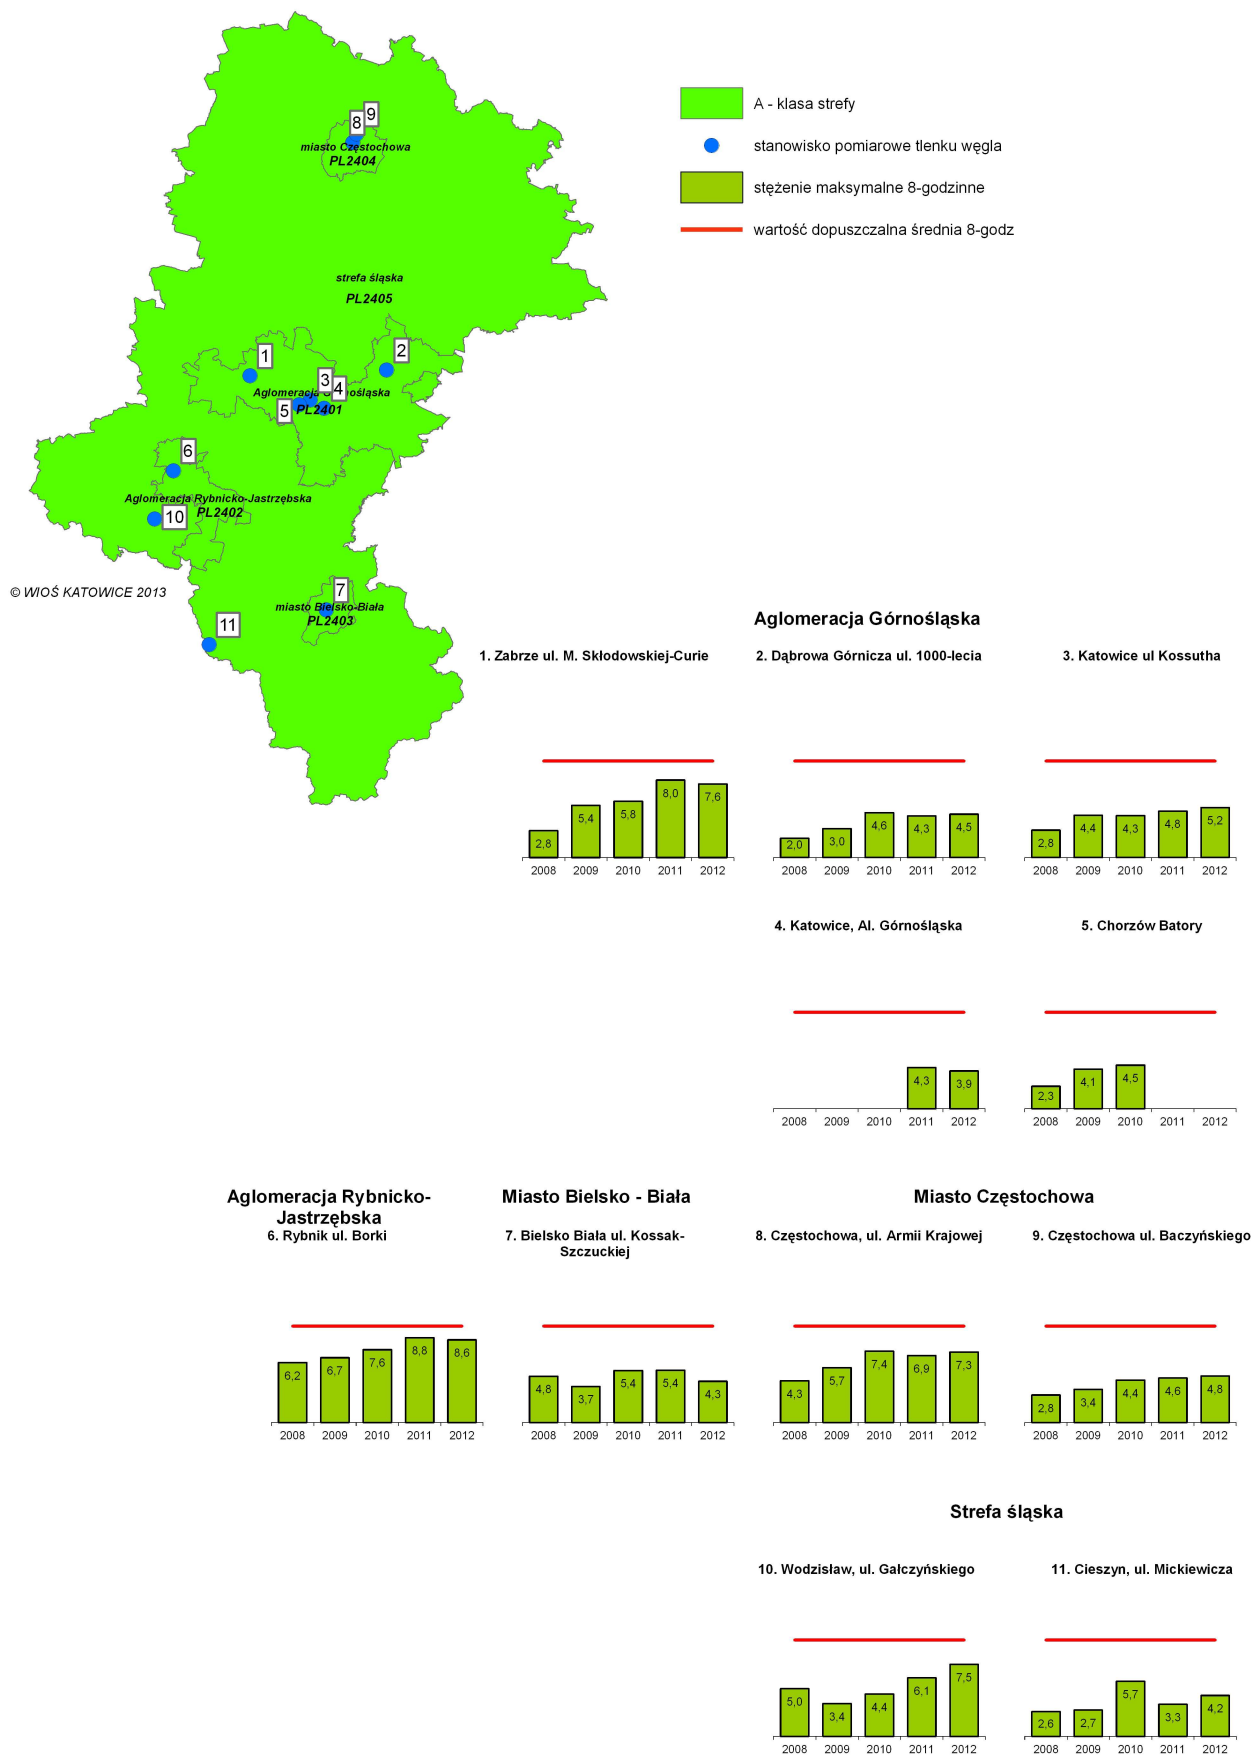 A - klasa strefy
stanowisko pomiarowe tlenku węgla
stężenie maksymalne 8-godzinne
wartość dopuszczalna średnia 8-godz
9
8
miasto Częstochowa
PL2404
strefa śląska
PL2405
1
2
3
4
Aglomeracja Górnośląska
5
PL2401
6
Aglomeracja Rybnicko-Jastrzębska
PL2402
10
© WIOŚ KATOWICE 2013
7
miasto Bielsko-Biała
PL2403
11
Aglomeracja Górnośląska
1. Zabrze ul. M. Skłodowskiej-Curie
2,8 5,4 5,8 8,0 7,6
2008 2009 2010 2011 2012
2. Dąbrowa Górnicza ul. 1000-lecia
2,0 3,0 4,6 4,3 4,5
2008 2009 2010 2011 2012
3. Katowice ul Kossutha
2,8 4,4 4,3 4,8 5,2
2008 2009 2010 2011 2012
4. Katowice, Al. Górnośląska
4,3 3,9
2008 2009 2010 2011 2012
5. Chorzów Batory
2,3 4,1 4,5
2008 2009 2010 2011 2012
Aglomeracja Rybnicko-
Jastrzębska
6. Rybnik ul. Borki
6,2 6,7 7,6 8,8 8,6
2008 2009 2010 2011 2012
Miasto Bielsko - Biała
7. Bielsko Biała ul. Kossak-
Szczuckiej
4,8 3,7 5,4 5,4 4,3
2008 2009 2010 2011 2012
Miasto Częstochowa
8. Częstochowa, ul. Armii Krajowej
4,3 5,7 7,4 6,9 7,3
2008 2009 2010 2011 2012
9. Częstochowa ul. Baczyńskiego
2,8 3,4 4,4 4,6 4,8
2008 2009 2010 2011 2012
Strefa śląska
10. Wodzisław, ul. Gałczyńskiego
5,0 3,4 4,4 6,1 7,5
2008 2009 2010 2011 2012
11. Cieszyn, ul. Mickiewicza
2,6 2,7 5,7 3,3 4,2
2008 2009 2010 2011 2012